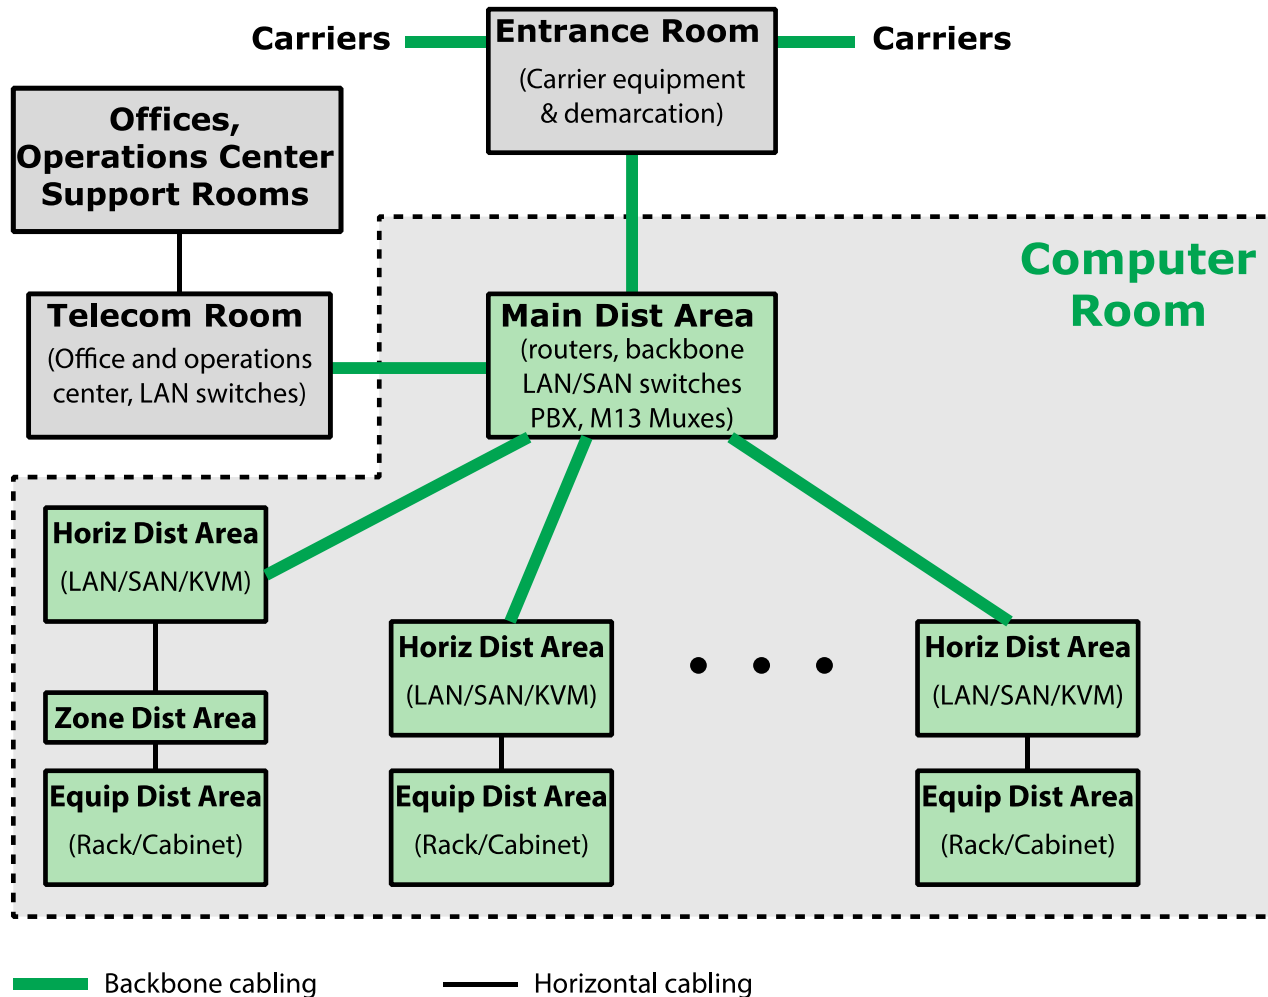 Carriers
Entrance Room
(Carrier equipment
& demarcation)
Carriers
Offices,
Operations Center
Support Rooms
Computer
Room
Telecom Room
(Office and operations
center, LAN switches)
Main Dist Area
(routers, backbone
LAN/SAN switches
PBX, M13 Muxes)
Horiz Dist Area
(LAN/SAN/KVM)
Zone Dist Area
Equip Dist Area
(Rack/Cabinet)
Horiz Dist Area
(LAN/SAN/KVM)
Equip Dist Area
(Rack/Cabinet)
• • •
Horiz Dist Area
(LAN/SAN/KVM)
Equip Dist Area
(Rack/Cabinet)
Backbone cabling
Horizontal cabling